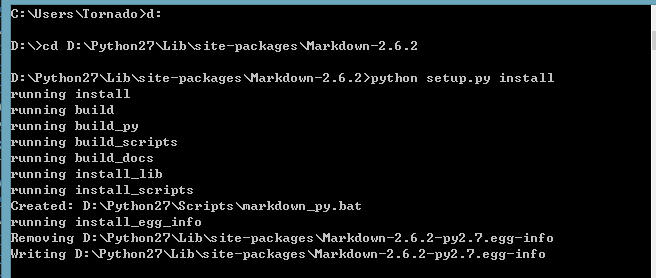 C:\Users\Tornado>d:
D:\>cd D:\Python27\Lib\site-packages\Markdown-2.6.2
D:\Python27\Lib\site-packages\Markdown-2.6.2>python setup.py install
running install
running build
running build_py
running build_scripts
running build_docs
running install_lib
running install_scripts
Created: D:\Python27\Scripts\markdown_py.bat
running install_egg_info
Removing D:\Python27\Lib\site-packages\Markdown-2.6.2-py2.7.egg-info
Writing D:\Python27\Lib\site-packages\Markdown-2.6.2-py2.7.egg-info